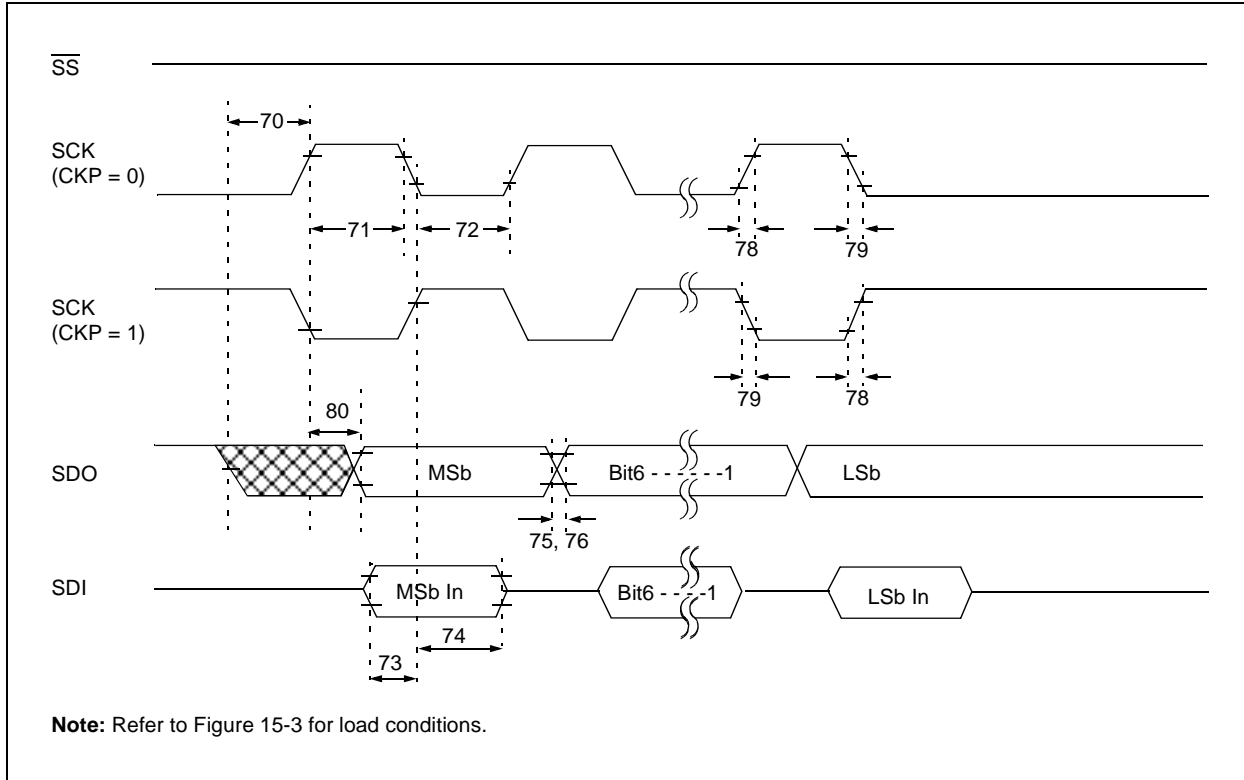 SS
70
SCK
(CKP = 0)
71
72
78
79
SCK
(CKP = 1)
79
78
80
SDO
MSb
Bit6 - - - - - -1
LSb
75, 76
SDI
MSb In
Bit6 - - - - -1
LSb In
74
73
Note: Refer to Figure 15-3 for load conditions.